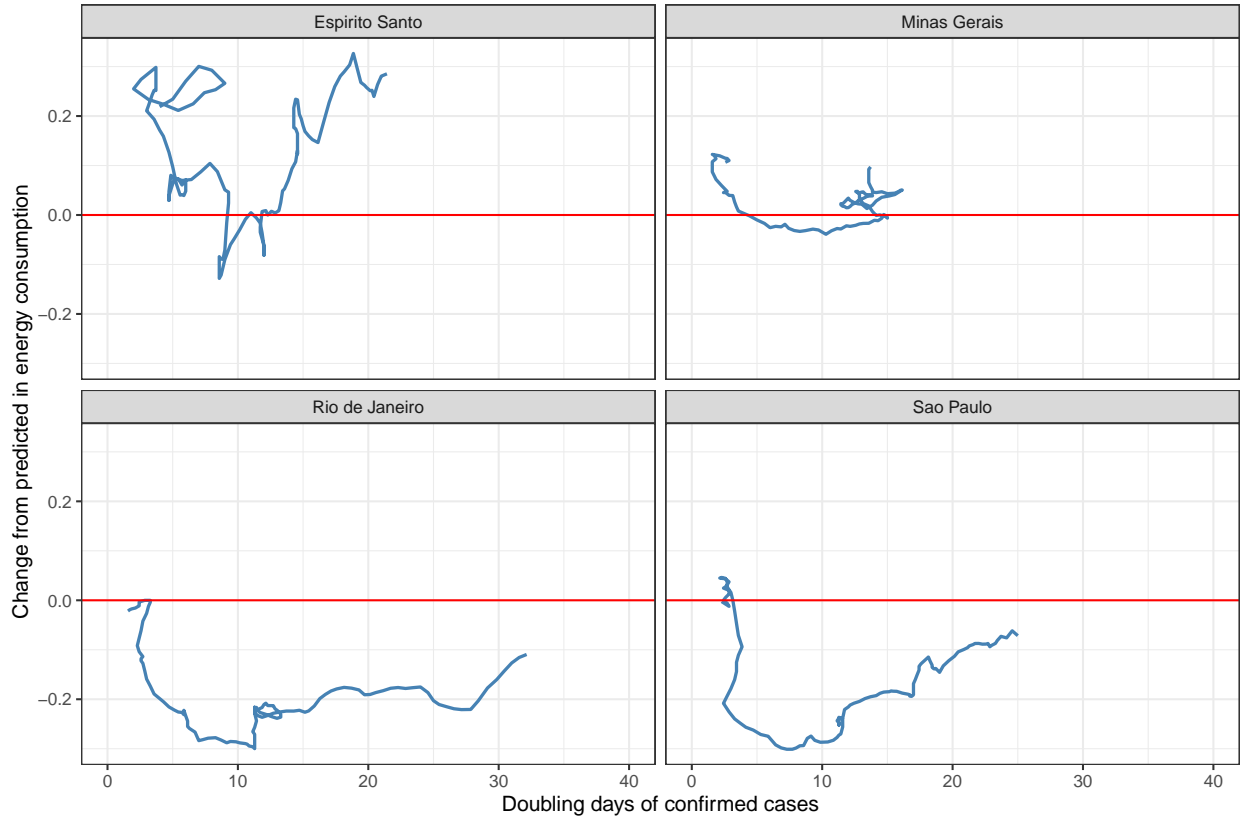 Espirito Santo
Minas Gerais
0.2
0.0
−0.2
Rio de Janeiro
Sao Paulo
0.2
0.0
−0.2
0
10
20
30
40
0
10
20
30
40
Doubling days of confirmed cases
Change from predicted in energy consumption